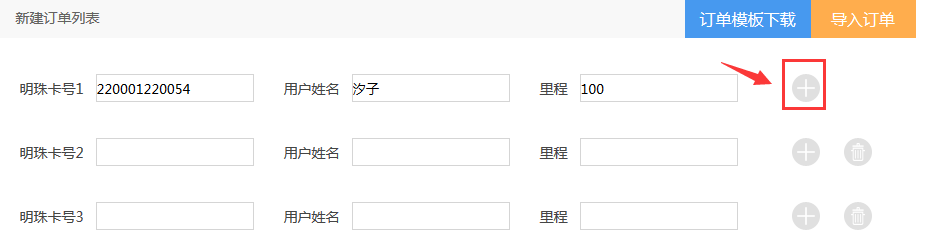 新建订单列表 订单模板下载 导入订单
明珠卡号1 220001220054 用户姓名 汐子 里程 100
明珠卡号2 用户姓名 里程
明珠卡号3 用户姓名 里程